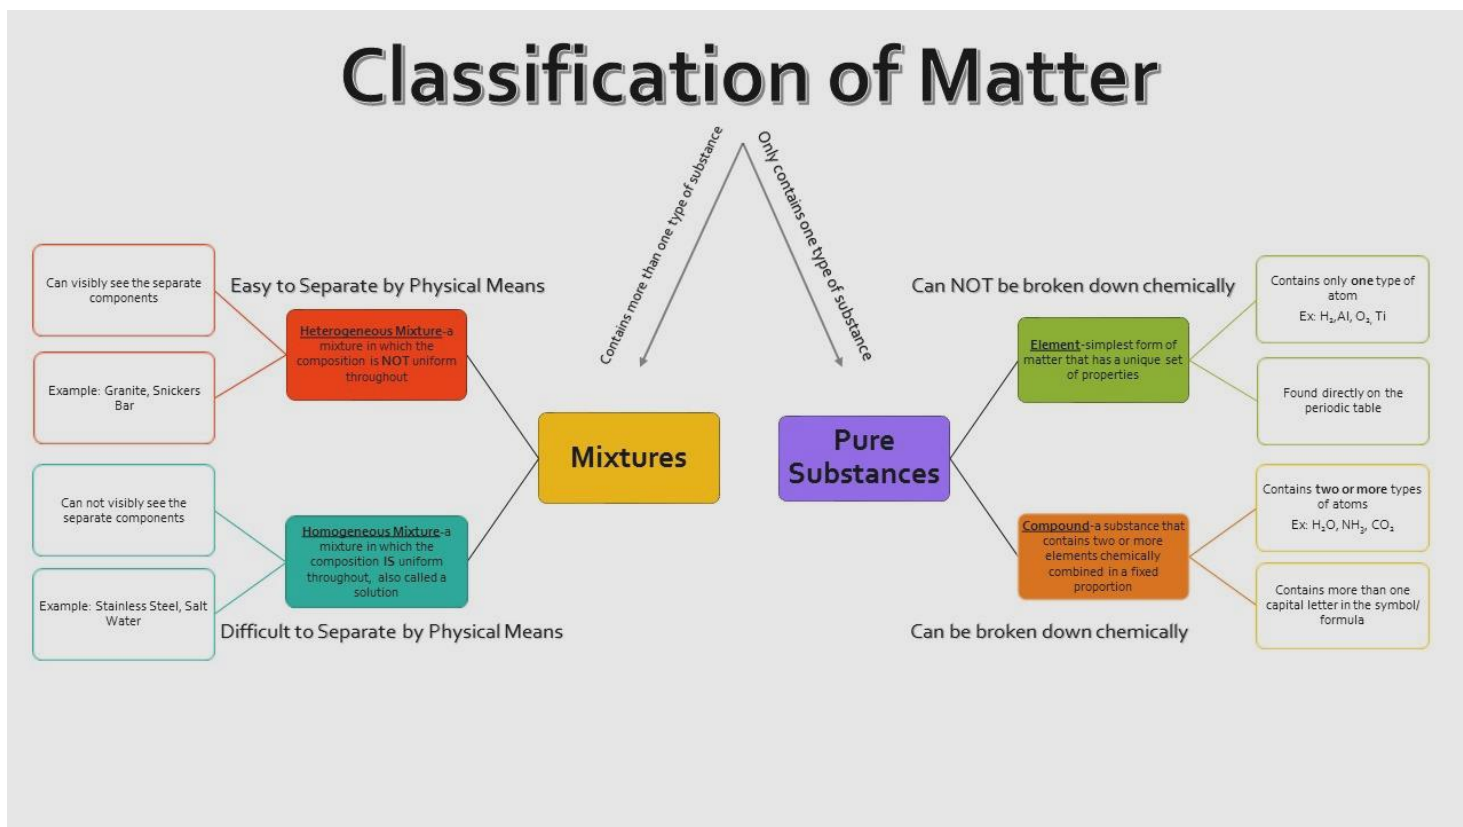 Classification of Matter
Contains more than one type of substance
Only contains one type of substance
Can visibly see the separate
components
Easy to Separate by Physical Means
Heterogeneous Mixture-a
mixture in which the
composition is NOT uniform
throughout
Example: Granite, Snickers
Bar
Mixtures
Can not visibly see the
separate components
Homogeneous Mixture-a
mixture in which the
composition IS uniform
throughout, also called a
solution
Example: Stainless Steel, Salt
Water
Difficult to Separate by Physical Means
Pure
Substances
Can NOT be broken down chemically
Element-simplest form of
matter that has a unique set
of properties
Contains only one type of
atom
Ex: H₂,Al, O₂, Ti
Found directly on the
periodic table
Compound-a substance that
contains two or more
elements chemically
combined in a fixed
proportion
Can be broken down chemically
Contains two or more types
of atoms
Ex: H₂O, NH₃, CO₂
Contains more than one
capital letter in the symbol/
formula